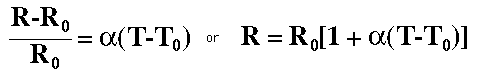 (R-R₀)/R₀ = α(T-T₀) or R = R₀[1 + α(T-T₀)]